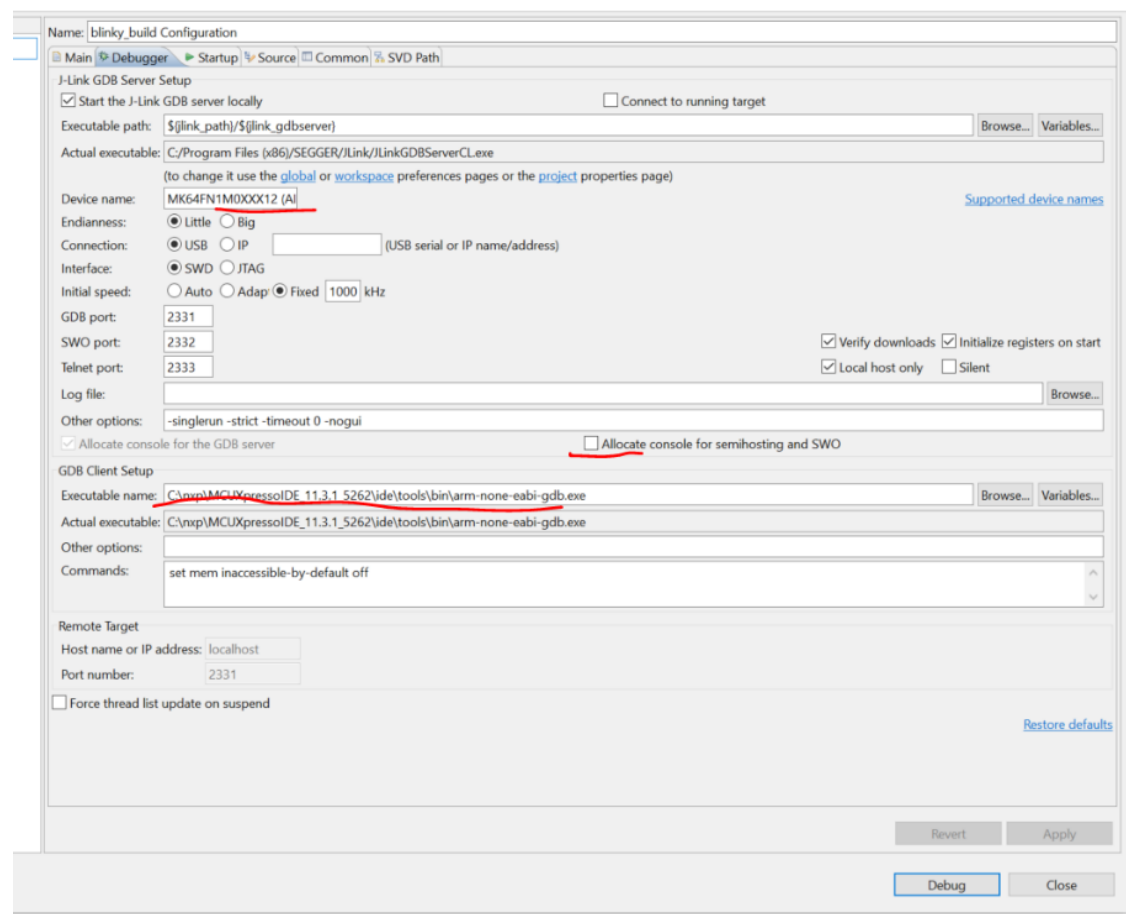 Name: blinky_build Configuration
Main Debugger Startup Source Common SVD Path
J-Link GDB Server Setup
Start the J-Link GDB server locally Connect to running target
Executable path: ${jlink_path}/${jlink_gdbserver} Browse... Variables...
Actual executable: C:/Program Files (x86)/SEGGER/JLink/JLinkGDBServerCL.exe
(to change it use the global or workspace preferences pages or the project properties page)
Device name: MK64FN1M0XXX12 (Al Supported device names
Endianness: Little Big
Connection: USB IP (USB serial or IP name/address)
Interface: SWD JTAG
Initial speed: Auto Adap Fixed 1000 kHz
GDB port: 2331
SWO port: 2332 Verify downloads Initialize registers on start
Telnet port: 2333 Local host only Silent
Log file: Browse...
Other options: -singlerun -strict -timeout 0 -nogui
Allocate console for the GDB server Allocate console for semihosting and SWO
GDB Client Setup
Executable name: C:\nxp\MCUXpressoIDE_11.3.1_5262\ide\tools\bin\arm-none-eabi-gdb.exe Browse... Variables...
Actual executable: C:\nxp\MCUXpressoIDE_11.3.1_5262\ide\tools\bin\arm-none-eabi-gdb.exe
Other options:
Commands: set mem inaccessible-by-default off
Remote Target
Host name or IP address: localhost
Port number: 2331
Force thread list update on suspend
Restore defaults
Revert Apply
Debug Close